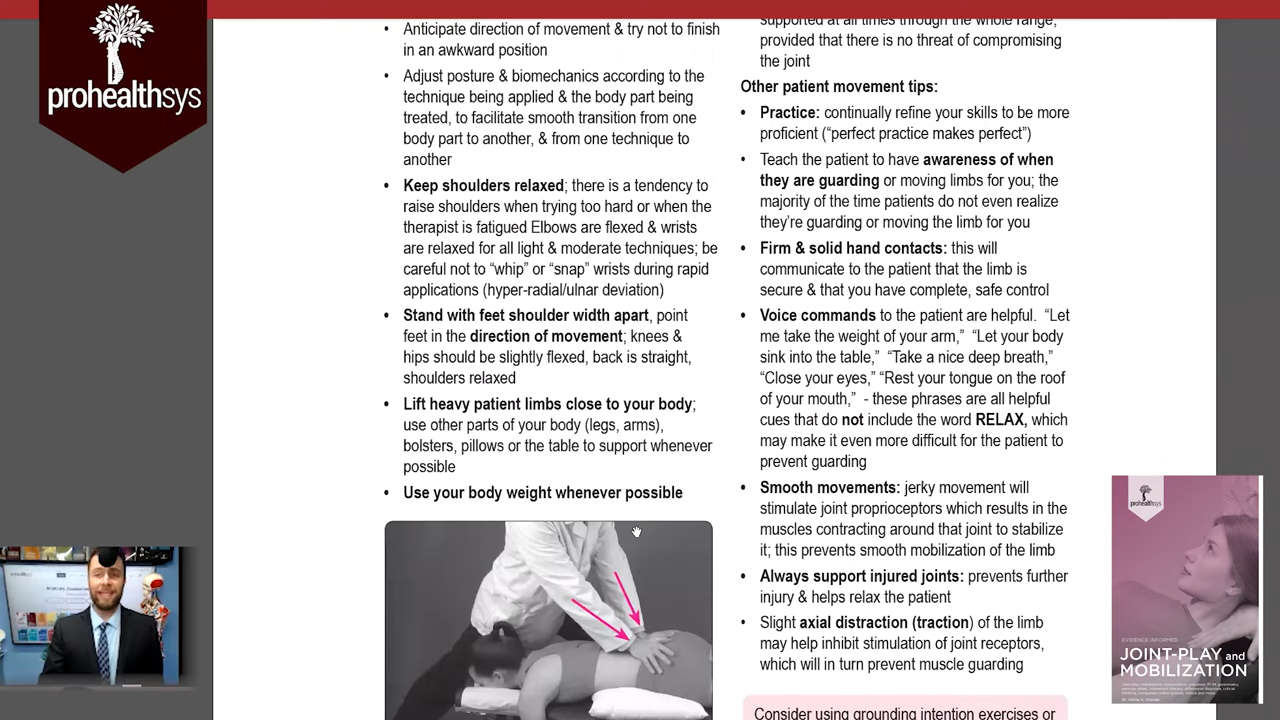 prohealthsys
• Anticipate direction of movement & try not to finish
in an awkward position
• Adjust posture & biomechanics according to the
technique being applied & the body part being
treated, to facilitate smooth transition from one
body part to another, & from one technique to
another
• Keep shoulders relaxed; there is a tendency to
raise shoulders when trying too hard or when the
therapist is fatigued Elbows are flexed & wrists
are relaxed for all light & moderate techniques; be
careful not to “whip” or “snap” wrists during rapid
applications (hyper-radial/ulnar deviation)
• Stand with feet shoulder width apart, point
feet in the direction of movement; knees &
hips should be slightly flexed, back is straight,
shoulders relaxed
• Lift heavy patient limbs close to your body;
use other parts of your body (legs, arms),
bolsters, pillows or the table to support whenever
possible
• Use your body weight whenever possible
supported at all times through the whole range,
provided that there is no threat of compromising
the joint
Other patient movement tips:
• Practice: continually refine your skills to be more
proficient (“perfect practice makes perfect”)
• Teach the patient to have awareness of when
they are guarding or moving limbs for you; the
majority of the time patients do not even realize
they’re guarding or moving the limb for you
• Firm & solid hand contacts: this will
communicate to the patient that the limb is
secure & that you have complete, safe control
• Voice commands to the patient are helpful. “Let
me take the weight of your arm,” “Let your body
sink into the table,” “Take a nice deep breath,”
“Close your eyes,” “Rest your tongue on the roof
of your mouth,” - these phrases are all helpful
cues that do not include the word RELAX, which
may make it even more difficult for the patient to
prevent guarding
• Smooth movements: jerky movement will
stimulate joint proprioceptors which results in the
muscles contracting around that joint to stabilize
it; this prevents smooth mobilization of the limb
• Always support injured joints: prevents further
injury & helps relax the patient
• Slight axial distraction (traction) of the limb
may help inhibit stimulation of joint receptors,
which will in turn prevent muscle guarding
Consider using grounding intention exercises or
prohealthsys
EVIDENCE INFORMED
JOINT-PLAY and
MOBILIZATION